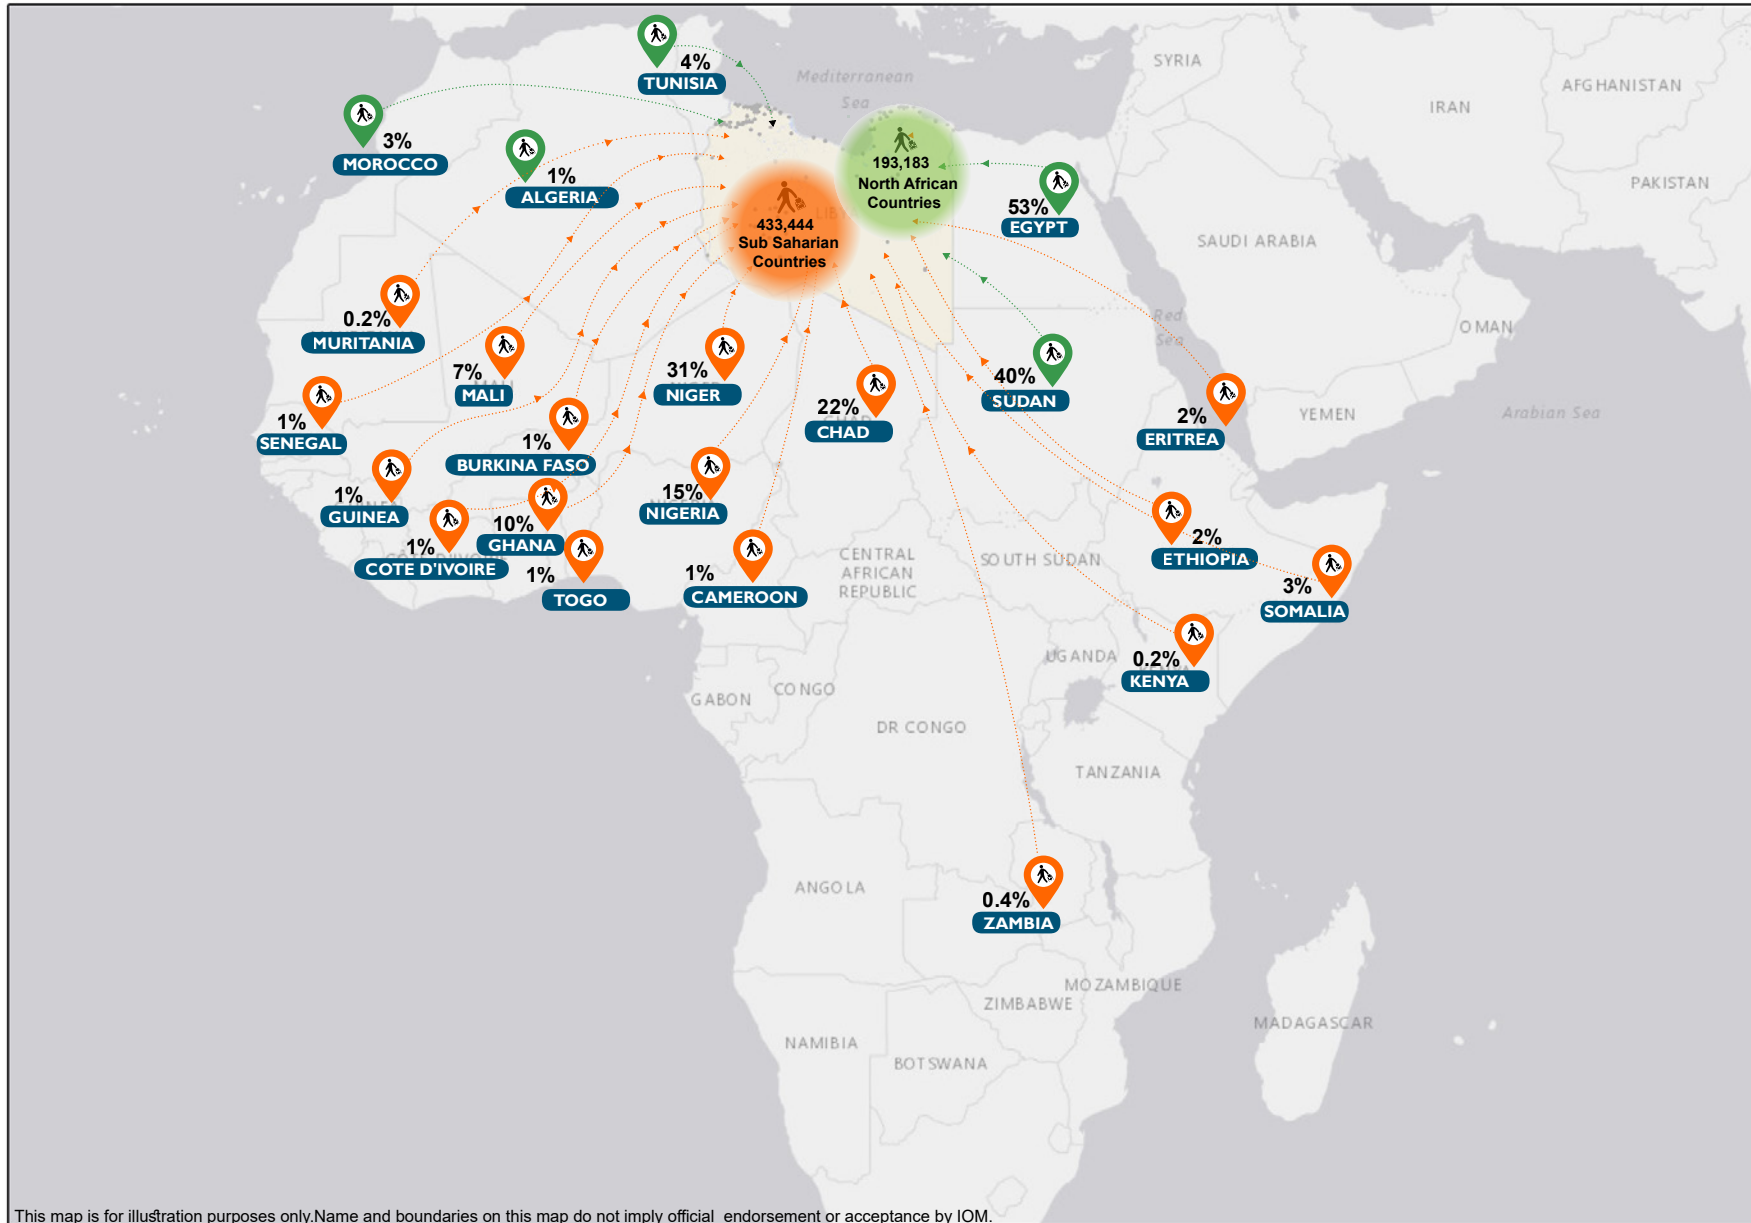 4%
TUNISIA
Mediterranean
Sea
SYRIA
AFGHANISTAN
IRAN
3%
MOROCCO
1%
ALGERIA
193,183
North African
Countries
53%
EGYPT
PAKISTAN
433,444
Sub Saharian
Countries
SAUDI ARABIA
0.2%
MURITANIA
Red
Sea
OMAN
7%
MALI
31%
NIGER
22%
CHAD
40%
SUDAN
2%
ERITREA
YEMEN
Arabian Sea
1%
SENEGAL
1%
BURKINA FASO
1%
GUINEA
15%
NIGERIA
10%
GHANA
1%
COTE D'IVOIRE
1%
TOGO
1%
CAMEROON
CENTRAL
AFRICAN
REPUBLIC
SOUTH SUDAN
2%
ETHIOPIA
3%
SOMALIA
UGANDA
0.2%
KENYA
GABON
CONGO
DR CONGO
TANZANIA
ANGOLA
0.4%
ZAMBIA
MOZAMBIQUE
ZIMBABWE
MADAGASCAR
NAMIBIA
BOTSWANA
This map is for illustration purposes only.Name and boundaries on this map do not imply official endorsement or acceptance by IOM.